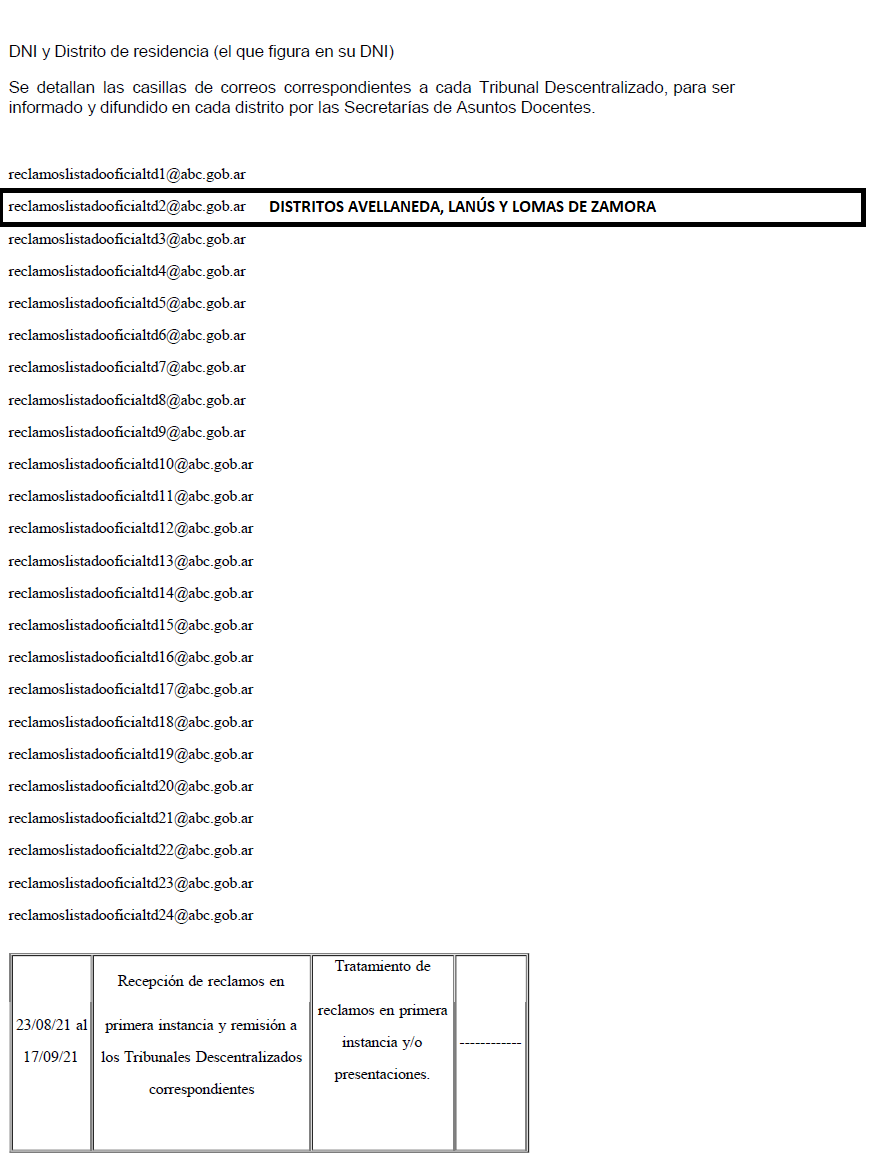 DNI y Distrito de residencia (el que figura en su DNI)
Se detallan las casillas de correos correspondientes a cada Tribunal Descentralizado, para ser
informado y difundido en cada distrito por las Secretarías de Asuntos Docentes.
reclamoslistadooficialtd1@abc.gob.ar
reclamoslistadooficialtd2@abc.gob.ar DISTRITOS AVELLANEDA, LANÚS Y LOMAS DE ZAMORA
reclamoslistadooficialtd3@abc.gob.ar
reclamoslistadooficialtd4@abc.gob.ar
reclamoslistadooficialtd5@abc.gob.ar
reclamoslistadooficialtd6@abc.gob.ar
reclamoslistadooficialtd7@abc.gob.ar
reclamoslistadooficialtd8@abc.gob.ar
reclamoslistadooficialtd9@abc.gob.ar
reclamoslistadooficialtd10@abc.gob.ar
reclamoslistadooficialtd11@abc.gob.ar
reclamoslistadooficialtd12@abc.gob.ar
reclamoslistadooficialtd13@abc.gob.ar
reclamoslistadooficialtd14@abc.gob.ar
reclamoslistadooficialtd15@abc.gob.ar
reclamoslistadooficialtd16@abc.gob.ar
reclamoslistadooficialtd17@abc.gob.ar
reclamoslistadooficialtd18@abc.gob.ar
reclamoslistadooficialtd19@abc.gob.ar
reclamoslistadooficialtd20@abc.gob.ar
reclamoslistadooficialtd21@abc.gob.ar
reclamoslistadooficialtd22@abc.gob.ar
reclamoslistadooficialtd23@abc.gob.ar
reclamoslistadooficialtd24@abc.gob.ar
23/08/21 al
17/09/21
Recepción de reclamos en
primera instancia y remisión a
los Tribunales Descentralizados
correspondientes
Tratamiento de
reclamos en primera
instancia y/o
presentaciones.
------------